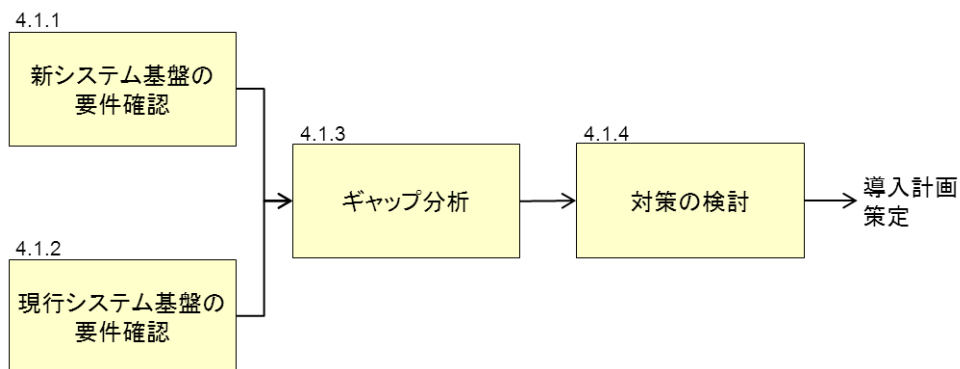 4.1.1
新システム基盤の
要件確認
4.1.2
現行システム基盤の
要件確認
4.1.3
ギャップ分析
4.1.4
対策の検討
導入計画
策定